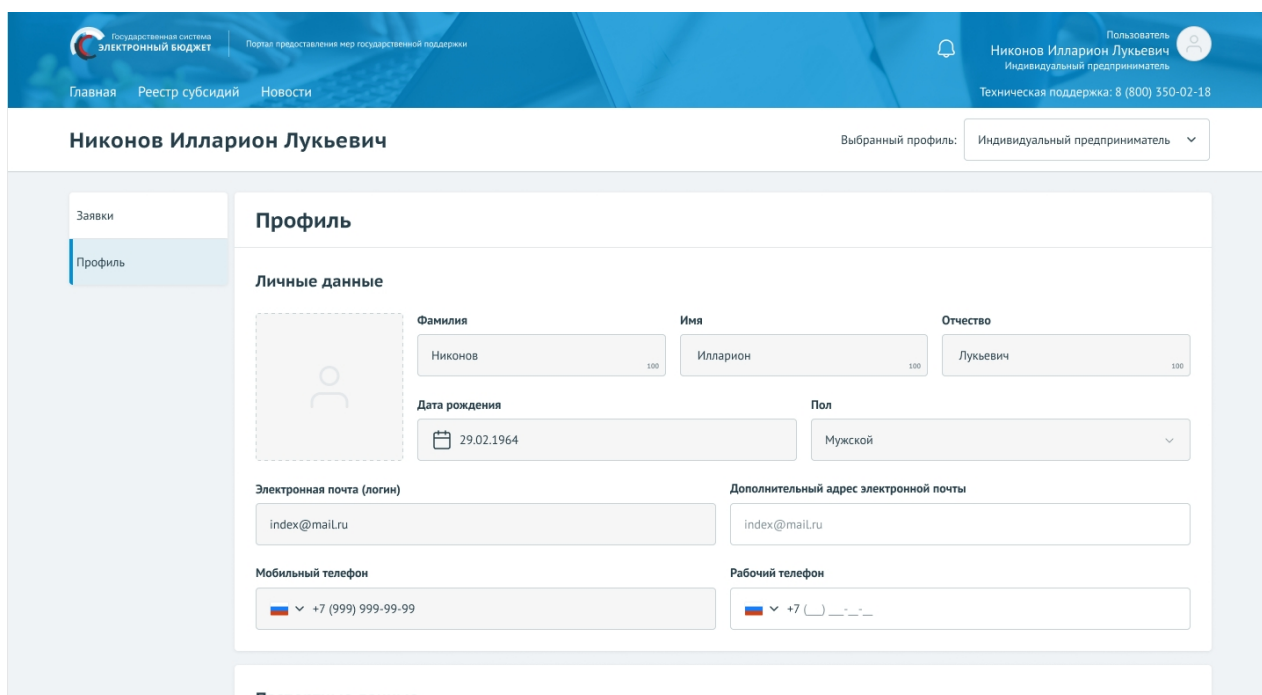 Государственная система
ЭЛЕКТРОННЫЙ БЮДЖЕТ
Портал предоставления мер государственной поддержки
Пользователь
Никонов Илларион Лукьевич
Индивидуальный предприниматель
Главная Реестр субсидий Новости
Техническая поддержка: 8 (800) 350-02-18
Никонов Илларион Лукьевич
Выбранный профиль: Индивидуальный предприниматель
Заявки
Профиль
Профиль
Личные данные
Фамилия Имя Отчество
Никонов 100 Илларион 100 Лукьевич 100
Дата рождения Пол
29.02.1964 Мужской
Электронная почта (логин) Дополнительный адрес электронной почты
index@mail.ru index@mail.ru
Мобильный телефон Рабочий телефон
+7 (999) 999-99-99 +7 (__) __-_-_